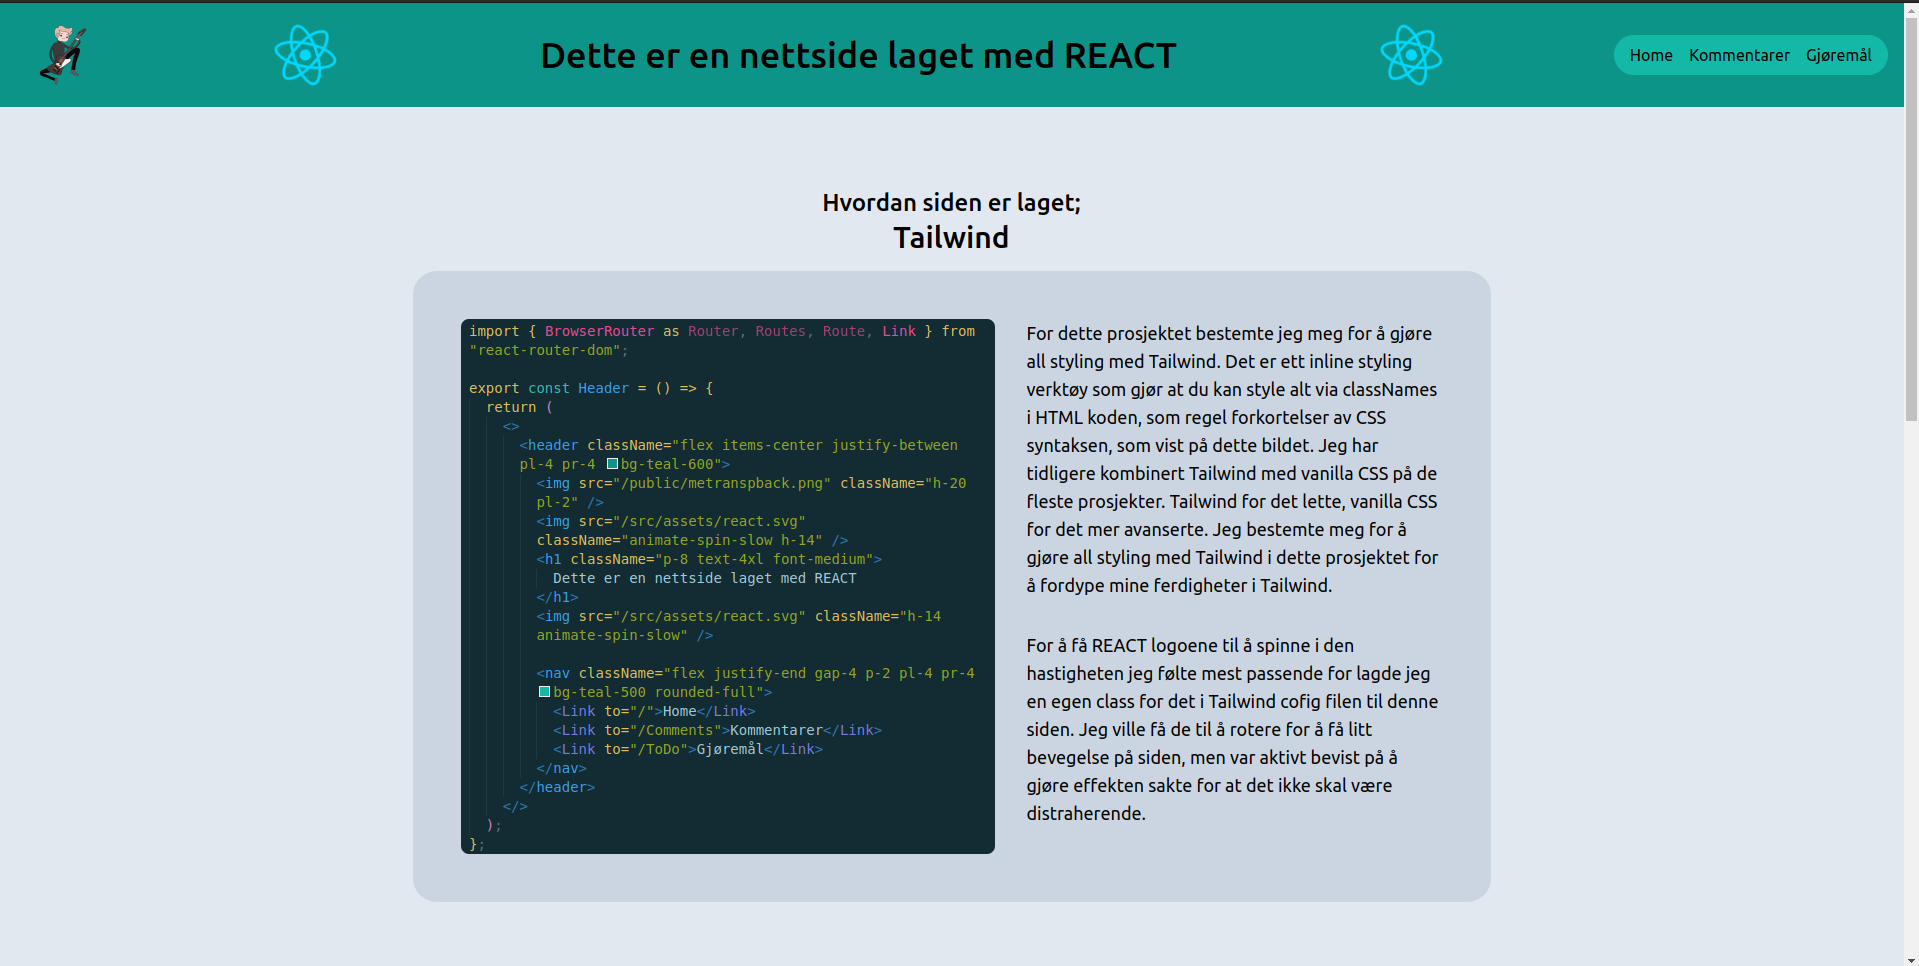 Dette er en nettside laget med REACT
Home Kommentarer Gjøremål
Hvordan siden er laget;
Tailwind
import { BrowserRouter as Router, Routes, Route, Link } from
"react-router-dom";
export const Header = () => {
return (
<>
<header className="flex items-center justify-between
pl-4 pr-4 bg-teal-600">
<img src="/public/metranspback.png" className="h-20
pl-2" />
<img src="/src/assets/react.svg"
className="animate-spin-slow h-14" />
<h1 className="p-8 text-4xl font-medium">
Dette er en nettside laget med REACT
</h1>
<img src="/src/assets/react.svg" className="h-14
animate-spin-slow" />
<nav className="flex justify-end gap-4 p-2 pl-4 pr-4
bg-teal-500 rounded-full">
<Link to="/">Home</Link>
<Link to="/Comments">Kommentarer</Link>
<Link to="/ToDo">Gjøremål</Link>
</nav>
</header>
</>
);
};
For dette prosjektet bestemte jeg meg for å gjøre
all styling med Tailwind. Det er ett inline styling
verktøy som gjør at du kan style alt via classNames
i HTML koden, som regel forkortelser av CSS
syntaksen, som vist på dette bildet. Jeg har
tidligere kombinert Tailwind med vanilla CSS på de
fleste prosjekter. Tailwind for det lette, vanilla CSS
for det mer avanserte. Jeg bestemte meg for å
gjøre all styling med Tailwind i dette prosjektet for
å fordype mine ferdigheter i Tailwind.
For å få REACT logoene til å spinne i den
hastigheten jeg følte mest passende for lagde jeg
en egen class for det i Tailwind cofig filen til denne
siden. Jeg ville få de til å rotere for å få litt
bevegelse på siden, men var aktivt bevist på å
gjøre effekten sakte for at det ikke skal være
distraherende.